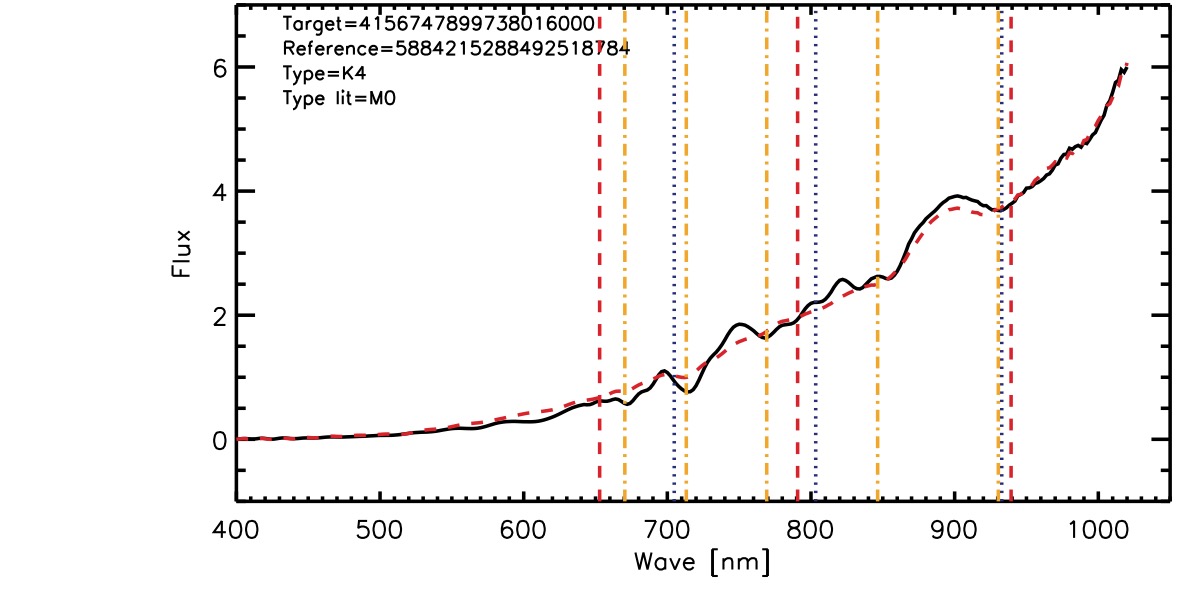 Target=4156747899738016000
Reference=5884215288492518784
Type=K4
Type lit=M0
6
4
2
0
Flux
400 500 600 700 800 900 1000
Wave [nm]